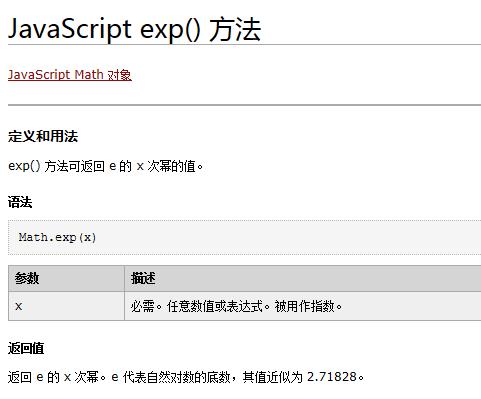 JavaScript exp() 方法
JavaScript Math 对象
定义和用法
exp() 方法可返回 e 的 x 次幂的值。
语法
Math.exp(x)
参数 描述
x 必需。任意数值或表达式。被用作指数。
返回值
返回 e 的 x 次幂。e 代表自然对数的底数，其值近似为 2.71828。